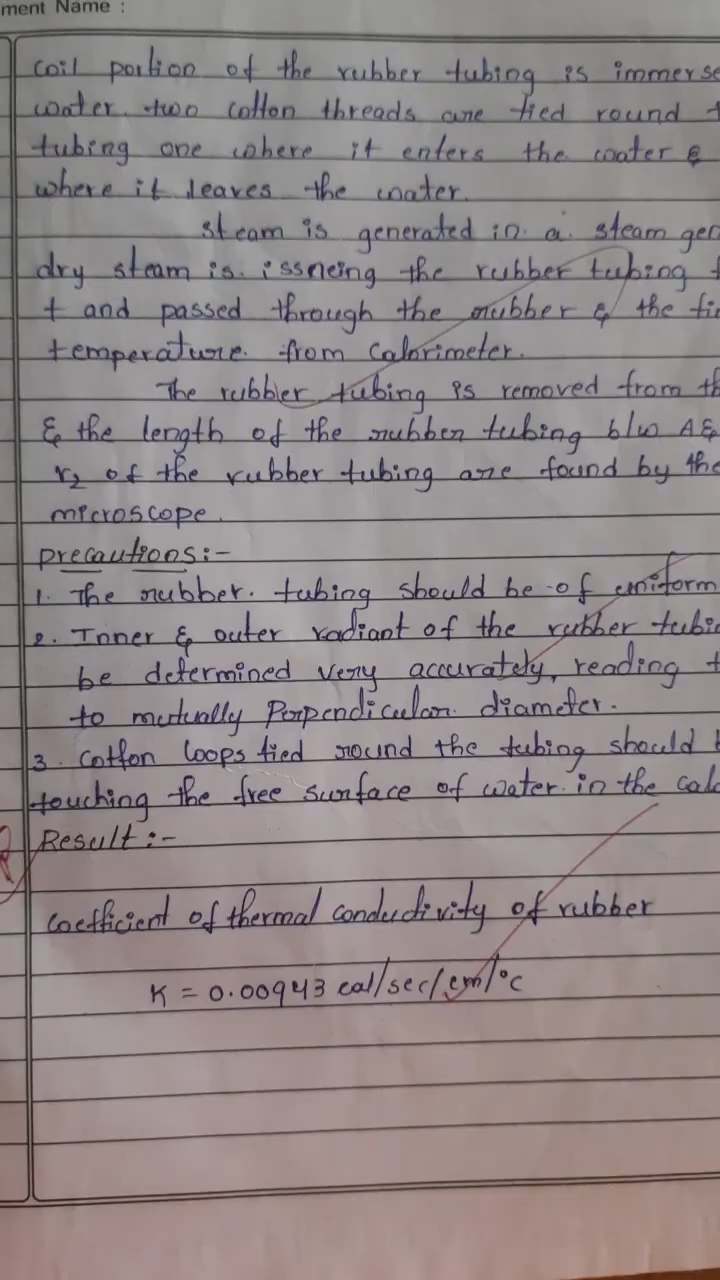 ment Name :
coil portion of the rubber tubing is immerse
water. two cotton threads are tied round t
tubing one where it enters the water &
where it leaves the water.
steam is generated in a steam gen
dry steam is issneing the rubber tubing f
t and passed through the rubber & the fin
temperature from Calorimeter.
The rubber tubing is removed from th
& the length of the rubber tubing b/w A&
r2 of the rubber tubing are found by the
microscope.
precautions:-
1. The rubber. tubing should be of uniform
2. Inner & outer radiant of the rubber tubi
be determined very accurately, reading t
to mutually Perpendicular diameter.
3. Cotton loops tied round the tubing should b
touching the free surface of water in the calo
Result:-
coefficient of thermal conductivity of rubber
K = 0.00943 cal/sec/cm/°c